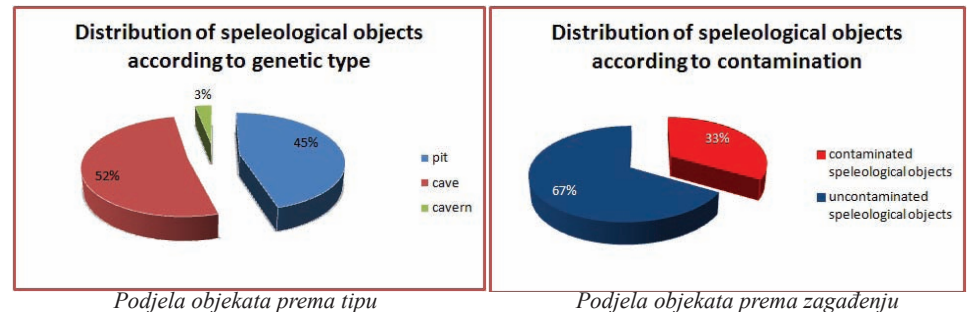 Distribution of speleological objects
according to genetic type
3%
45%
52%
pit
cave
cavern
Podjela objekata prema tipu
Distribution of speleological objects
according to contamination
33%
67%
contaminated
speleological objects
uncontaminated
speleological objects
Podjela objekata prema zagađenju